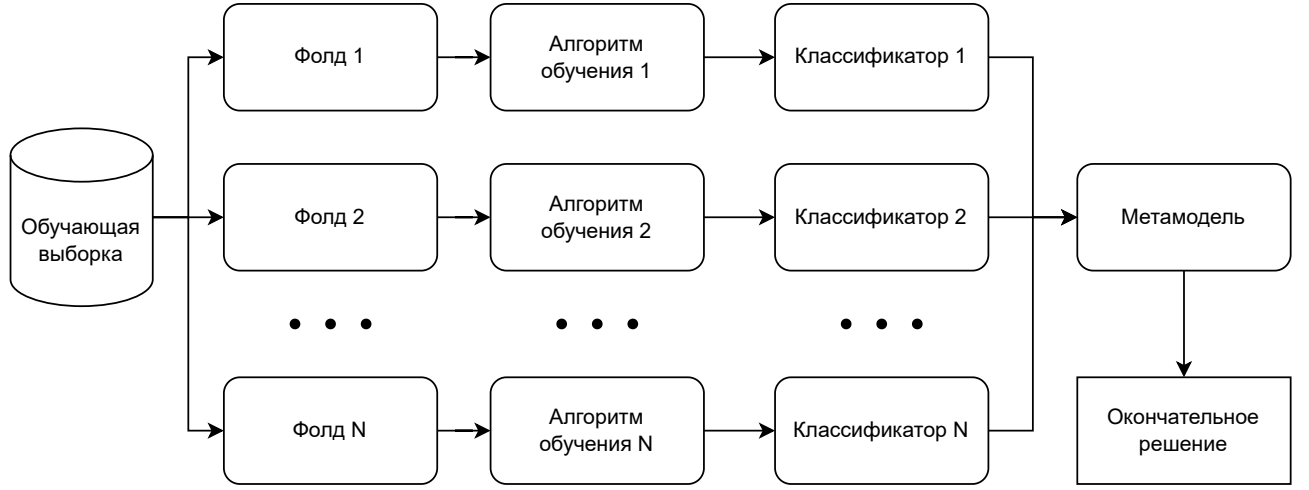 Фолд 1
Алгоритм
обучения 1
Классификатор 1
Обучающая
выборка
Фолд 2
Алгоритм
обучения 2
Классификатор 2
Метамодель
Фолд N
Алгоритм
обучения N
Классификатор N
Окончательное
решение